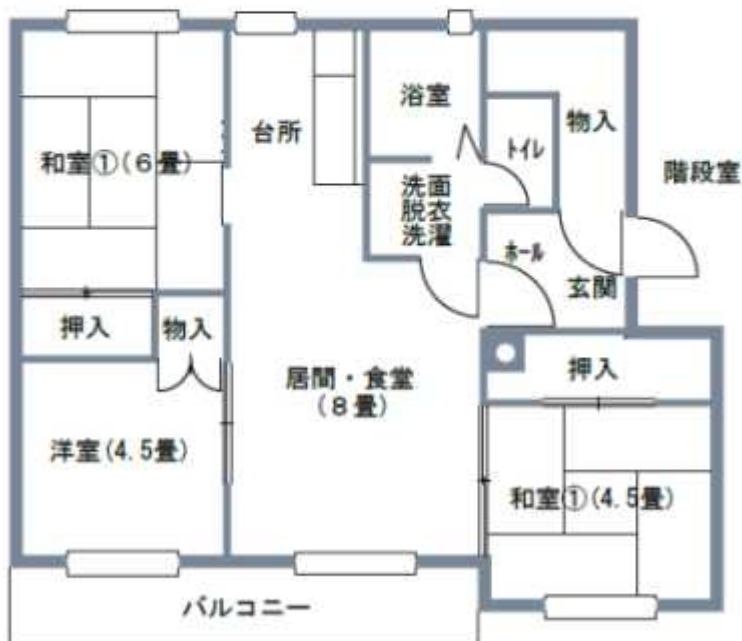 台所
浴室
物入
和室①(6畳)
トイレ
階段室
洗面
脱衣
洗濯
ホール
玄関
押入
物入
居間・食堂
(8畳)
押入
洋室(4.5畳)
和室①(4.5畳)
バルコニー